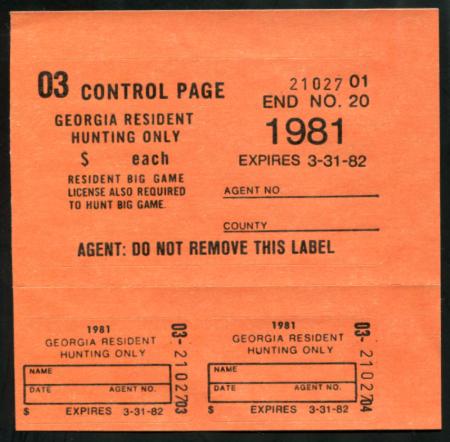 03 CONTROL PAGE
21027 01
END NO. 20
GEORGIA RESIDENT
HUNTING ONLY
$ each
1981
EXPIRES 3-31-82
RESIDENT BIG GAME
LICENSE ALSO REQUIRED
TO HUNT BIG GAME.
AGENT NO
COUNTY
AGENT: DO NOT REMOVE THIS LABEL
1981
GEORGIA RESIDENT
HUNTING ONLY
NAME
DATE AGENT NO.
$ EXPIRES 3-31-82
03-2102703
1981
GEORGIA RESIDENT
HUNTING ONLY
NAME
DATE AGENT NO.
$ EXPIRES 3-31-82
03-2102704